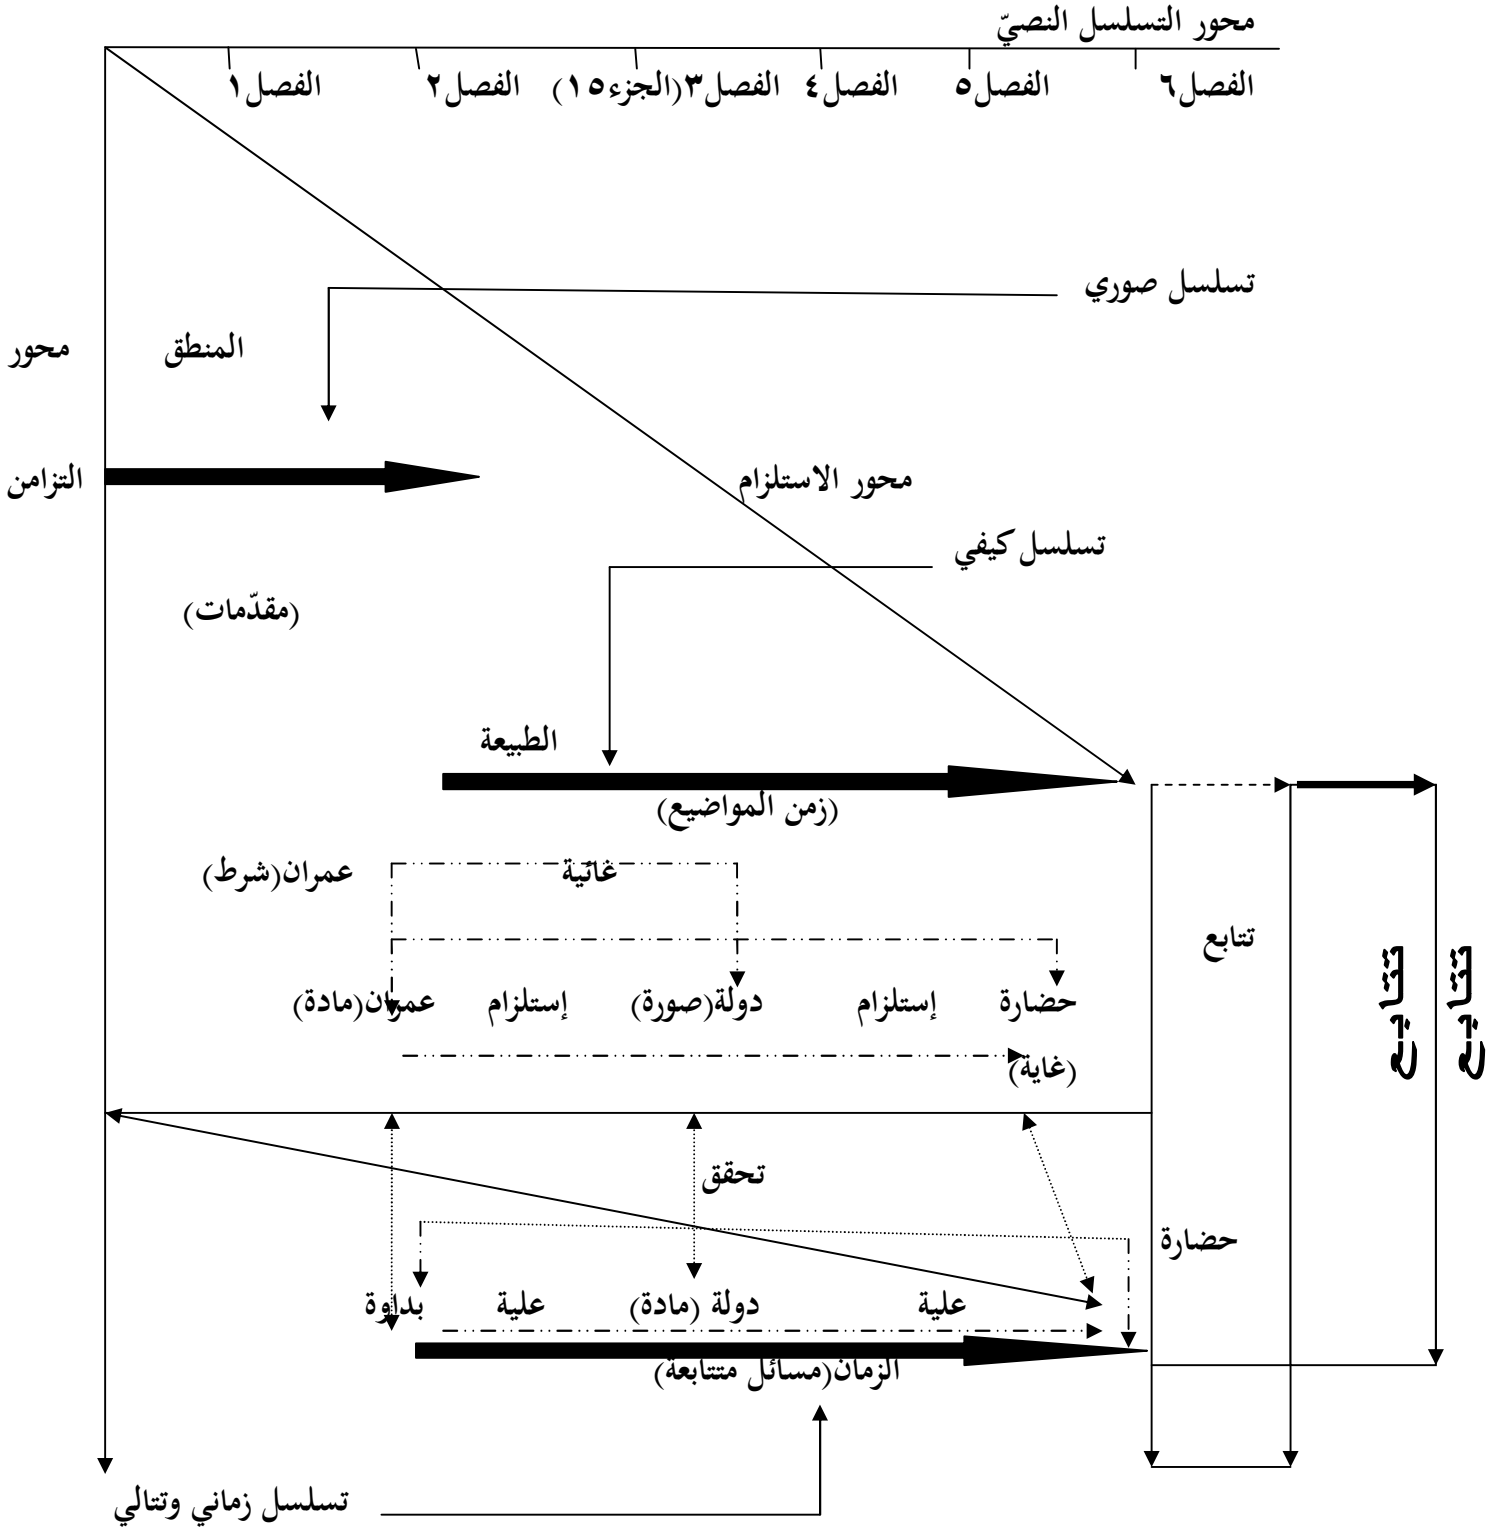 محور التسلسل النصيّ
الفصل١ الفصل٢ الفصل٣(الجزء١٥) الفصل٤ الفصل٥ الفصل٦
تسلسل صوري
محور
المنطق
التزامن
محور الاستلزام
تسلسل كيفي
(مقدّمات)
الطبيعة
(زمن المواضيع)
عمران(شرط)
غائية
تتابع
تتابع
تتابع
عمران(مادة) إستلزام دولة(صورة) إستلزام حضارة
(غاية)
تحقق
حضارة
بداوة علية دولة (مادة) علية
الزمان(مسائل متتابعة)
تسلسل زماني وتتالي